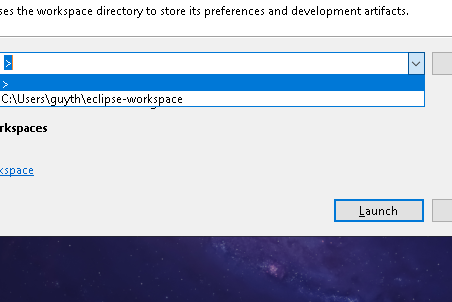 ses the workspace directory to store its preferences and development artifacts.
>
>
C:\Users\guyth\eclipse-workspace
rkspaces
kspace
Launch